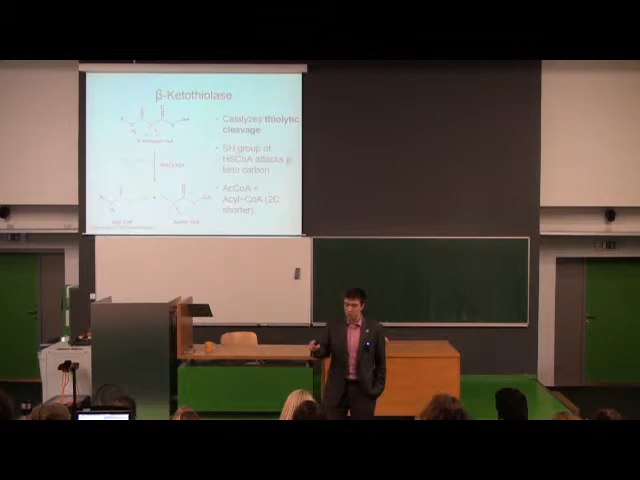 β-Ketothiolase
• Catalyzes thiolytic
cleavage
• SH group of
HSCoA attacks β
keto carbon
• AcCoA +
Acyl~CoA (2C
shorter)